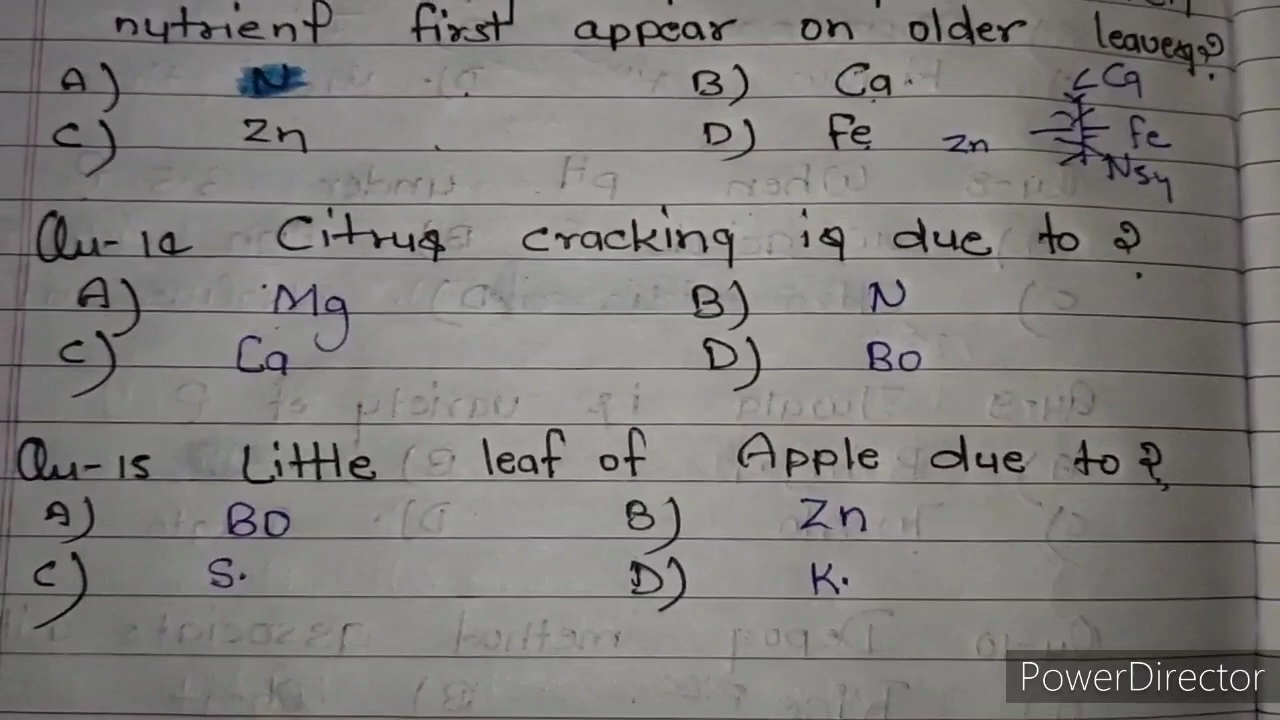 nutrient first appear on older leaves?
A) N B) Ca.
C) Zn D) Fe
Ca
Zn Fe
Qu-14 Citrus cracking is due to ?
A) Mg B) N
C) Ca D) BO
Qu-15 Little leaf of Apple due to ?
A) BO B) Zn
C) S. D) K.
PowerDirector